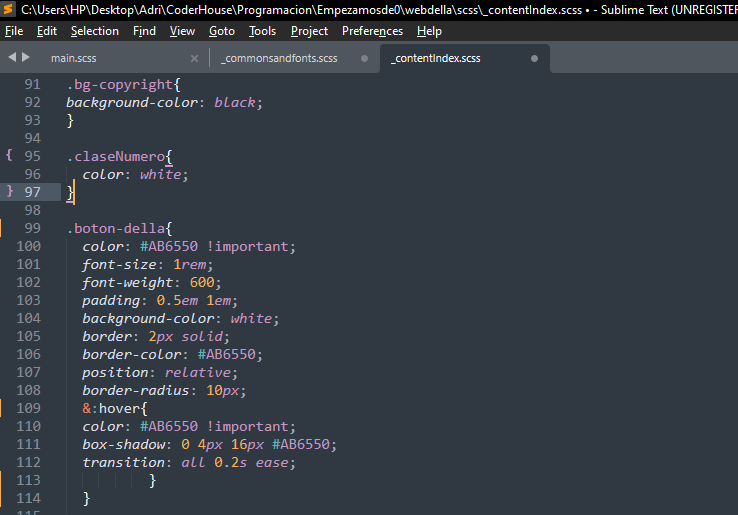 C:\Users\HP\Desktop\Adri\CoderHouse\Programacion\Empezamosde0\webdella\scss\_contentIndex.scss • - Sublime Text (UNREGISTER
File Edit Selection Find View Goto Tools Project Preferences Help
main.scss × _commonsandfonts.scss _contentIndex.scss
91 .bg-copyright{
92 background-color: black;
93 }
94
95 .claseNumero{
96 color: white;
97 }
98
99 .boton-della{
100 color: #AB6550 !important;
101 font-size: 1rem;
102 font-weight: 600;
103 padding: 0.5em 1em;
104 background-color: white;
105 border: 2px solid;
106 border-color: #AB6550;
107 position: relative;
108 border-radius: 10px;
109 &:hover{
110 color: #AB6550 !important;
111 box-shadow: 0 4px 16px #AB6550;
112 transition: all 0.2s ease;
113 }
114 }